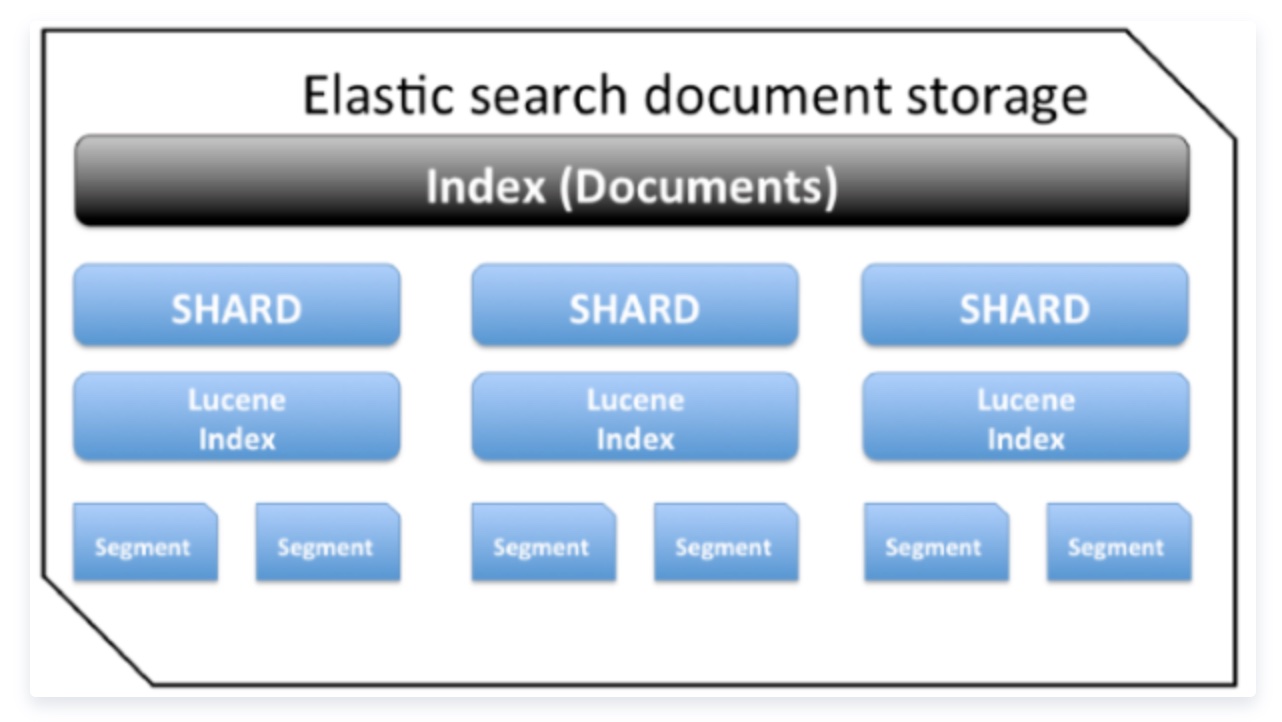 Elastic search document storage
Index (Documents)
SHARD
SHARD
SHARD
Lucene
Index
Lucene
Index
Lucene
Index
Segment
Segment
Segment
Segment
Segment
Segment